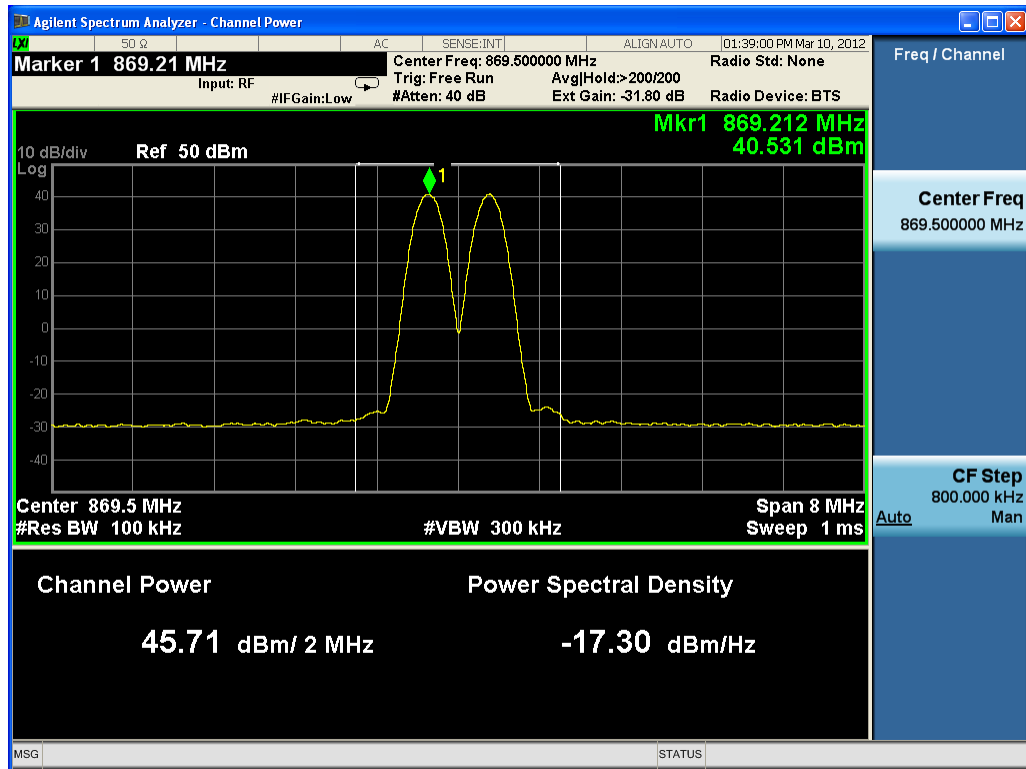 Agilent Spectrum Analyzer - Channel Power
LXI 50 Ω AC SENSE:INT ALIGN AUTO 01:39:00 PM Mar 10, 2012
Marker 1 869.21 MHz
Input: RF
#IFGain:Low
Center Freq: 869.500000 MHz
Trig: Free Run Avg|Hold:>200/200
#Atten: 40 dB Ext Gain: -31.80 dB
Radio Std: None
Radio Device: BTS
Freq / Channel
Mkr1 869.212 MHz
40.531 dBm
10 dB/div Ref 50 dBm
Log
1
40
30
20
10
0
-10
-20
-30
-40
Center Freq
869.500000 MHz
CF Step
800.000 kHz
Auto Man
Center 869.5 MHz Span 8 MHz
#Res BW 100 kHz #VBW 300 kHz Sweep 1 ms
Channel Power Power Spectral Density
45.71 dBm/ 2 MHz -17.30 dBm/Hz
MSG STATUS